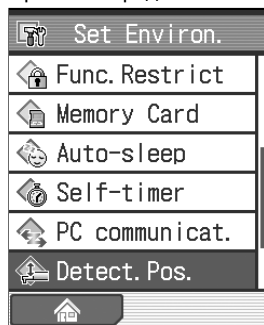 Set Environ.
Func.Restrict
Memory Card
Auto-sleep
Self-timer
PC communicat.
Detect.Pos.